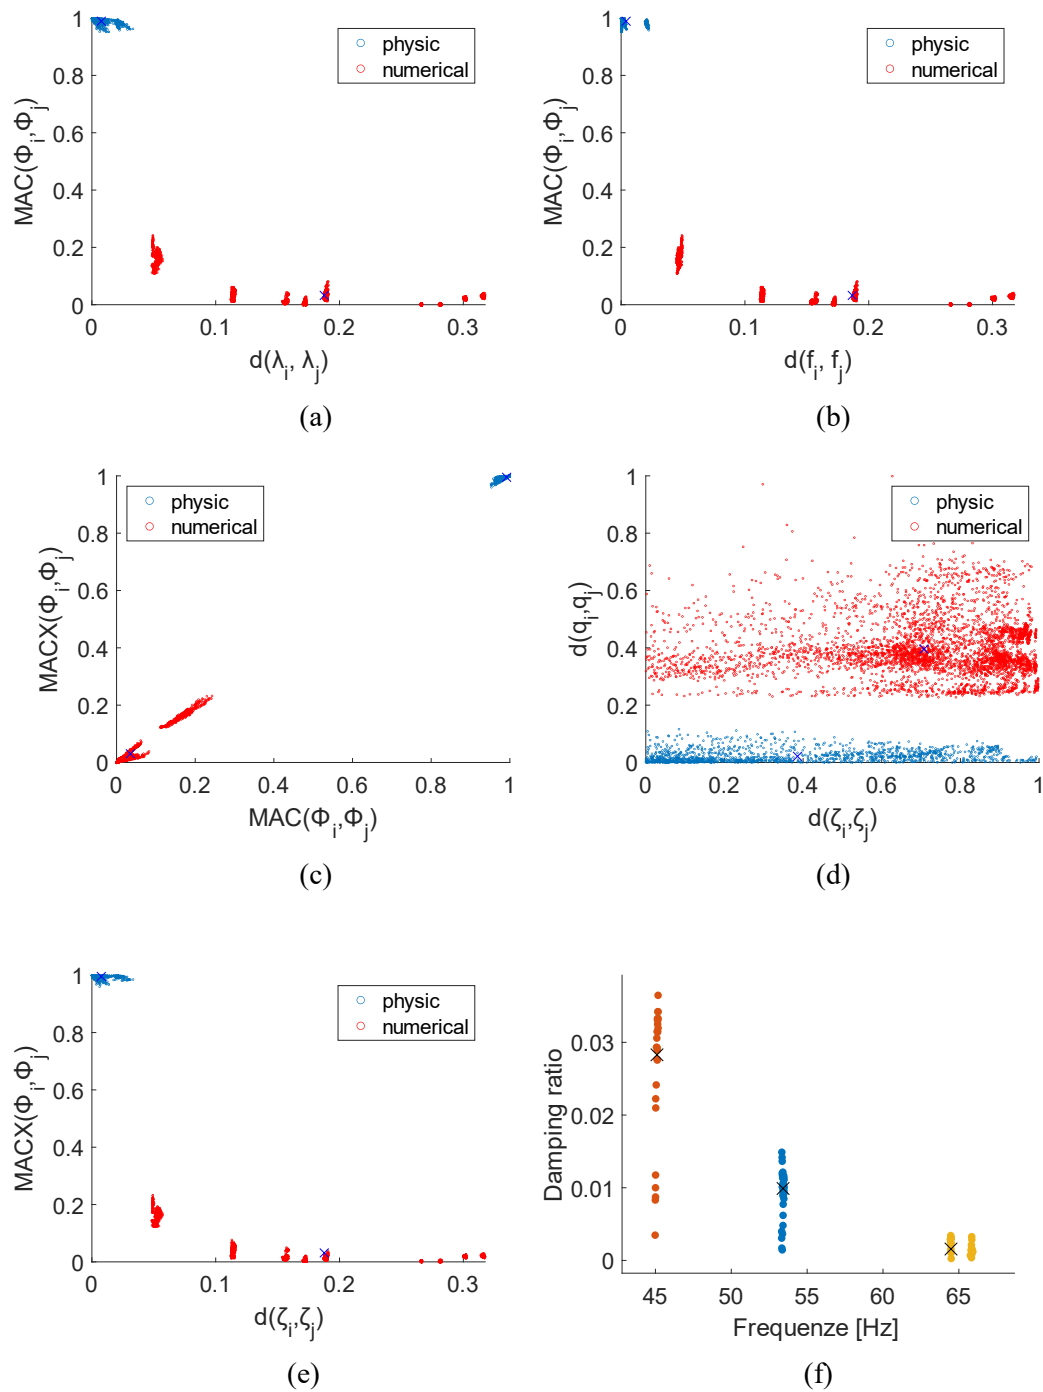 1
0.8
0.6
0.4
0.2
0
MAC(Φi,Φj)
physic
numerical
0 0.1 0.2 0.3
d(λi, λj)
(a)
1
0.8
0.6
0.4
0.2
0
MAC(Φi,Φj)
physic
numerical
0 0.1 0.2 0.3
d(fi, fj)
(b)
1
0.8
0.6
0.4
0.2
0
MACX(Φi,Φj)
physic
numerical
0 0.2 0.4 0.6 0.8 1
MAC(Φi,Φj)
(c)
1
0.8
0.6
0.4
0.2
0
d(qi,qj)
physic
numerical
0 0.2 0.4 0.6 0.8 1
d(ζi,ζj)
(d)
1
0.8
0.6
0.4
0.2
0
MACX(Φi,Φj)
physic
numerical
0 0.1 0.2 0.3
d(ζi,ζj)
(e)
0.03
0.02
0.01
0
Damping ratio
45 50 55 60 65
Frequenze [Hz]
(f)